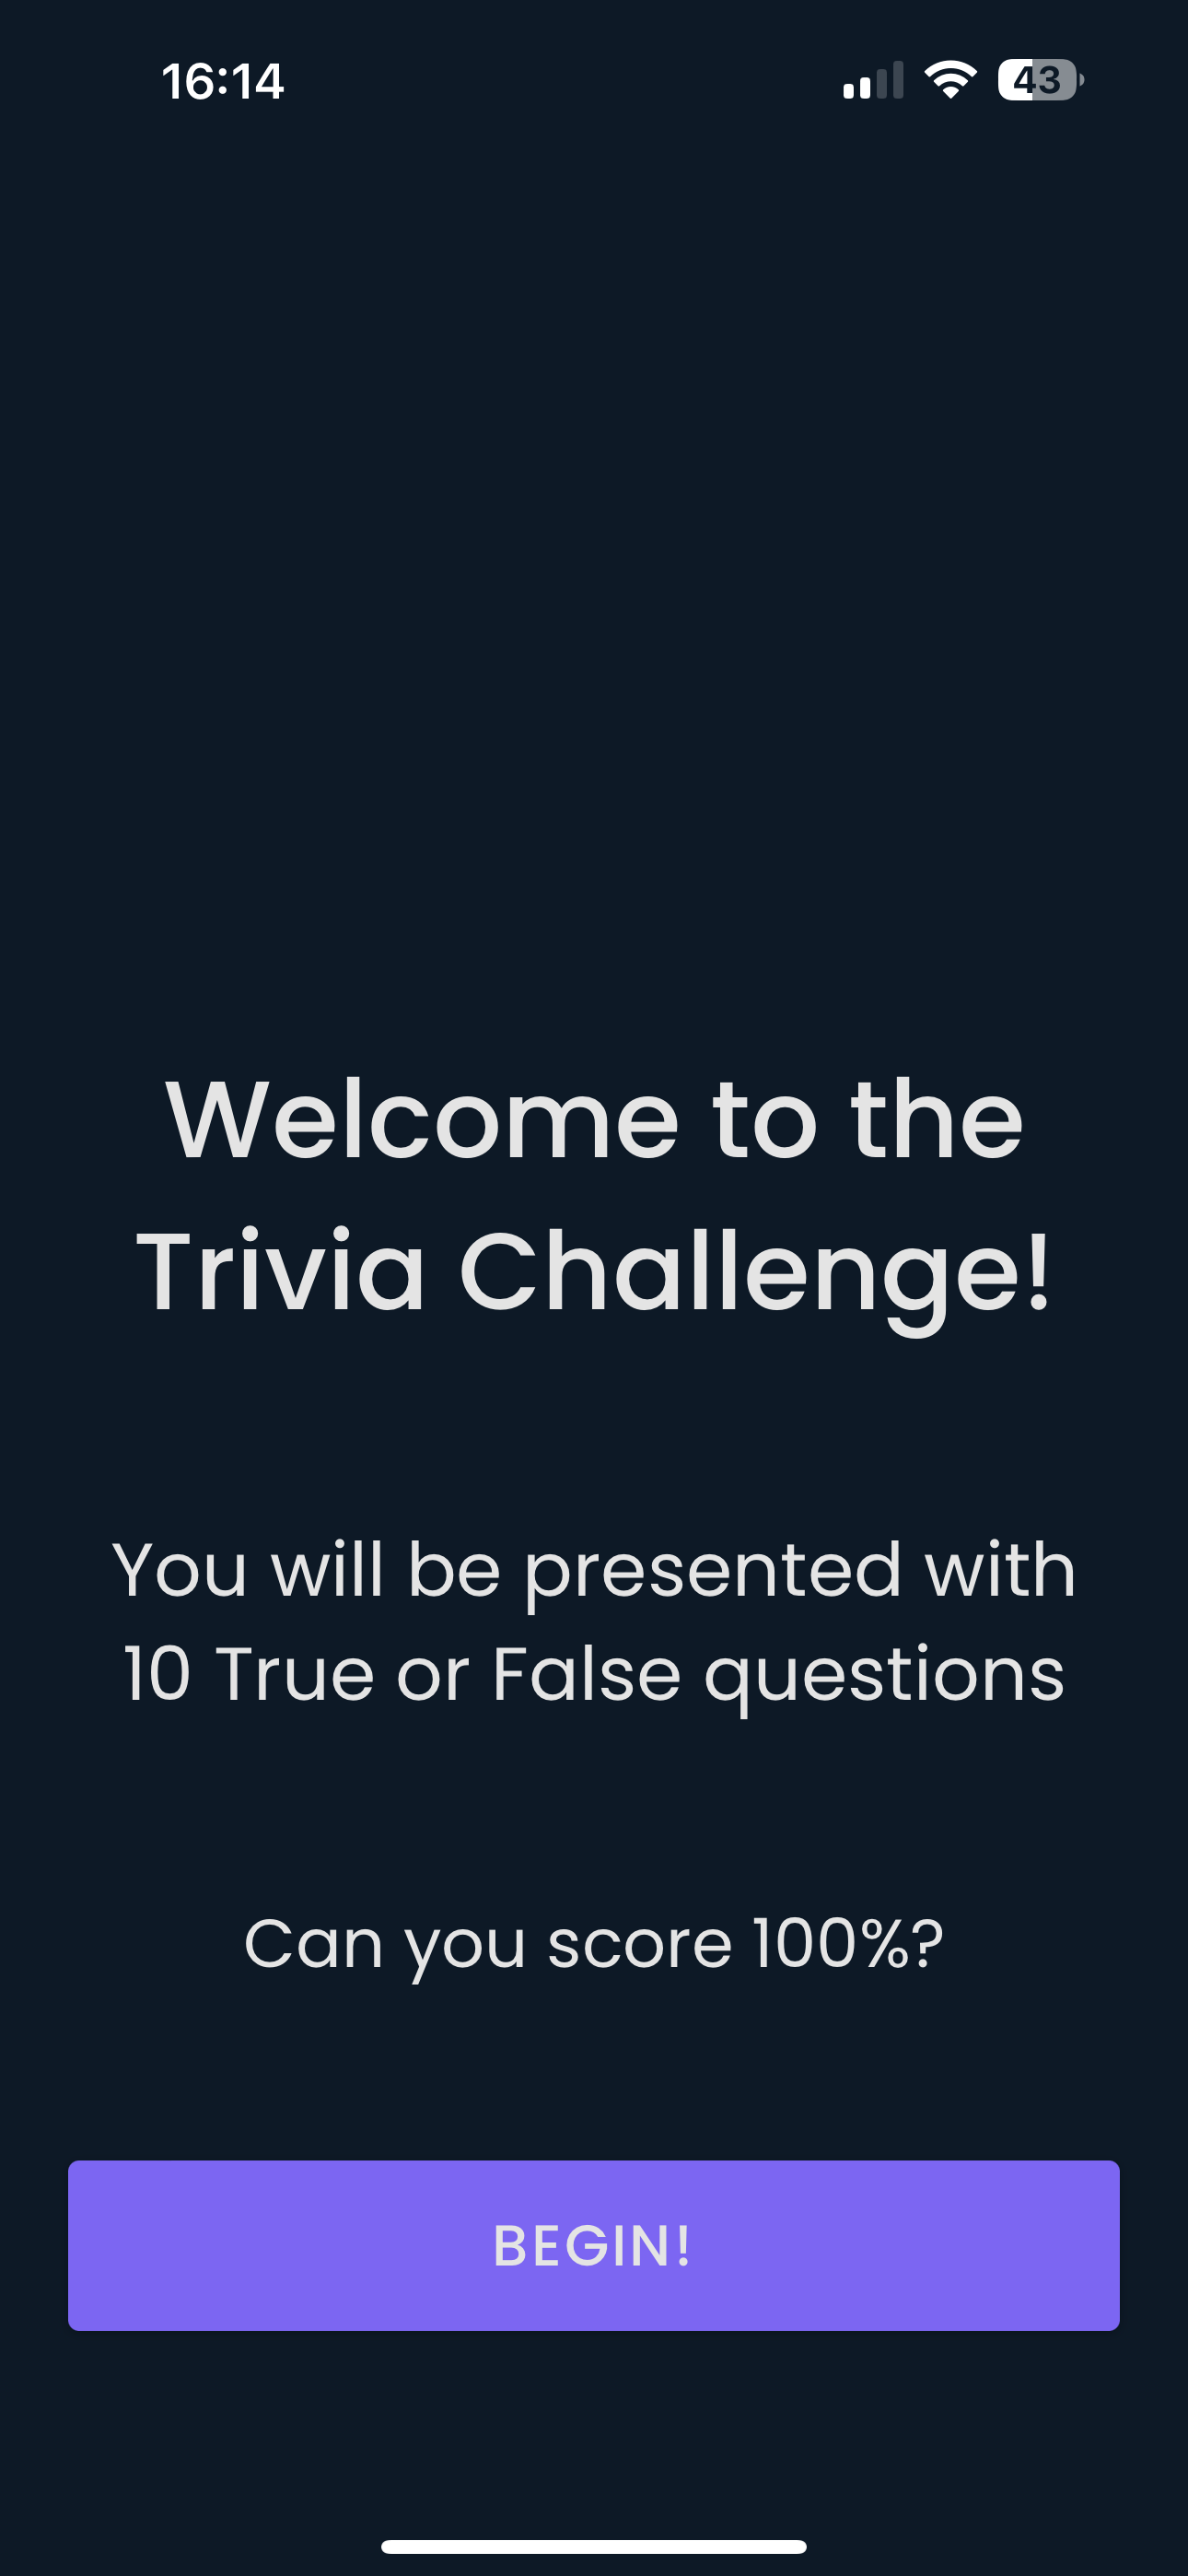 16:14
43
Welcome to the
Trivia Challenge!
You will be presented with
10 True or False questions
Can you score 100%?
BEGIN!